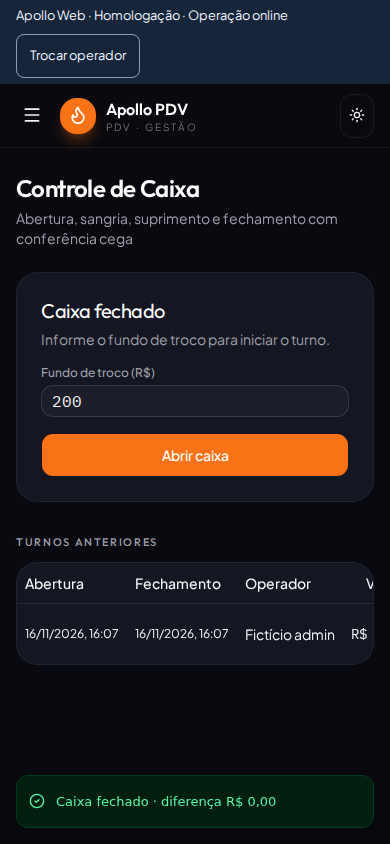 Apollo Web · Homologação · Operação online
Trocar operador
Apollo PDV
PDV · GESTÃO
Controle de Caixa
Abertura, sangria, suprimento e fechamento com
conferência cega
Caixa fechado
Informe o fundo de troco para iniciar o turno.
Fundo de troco (R$)
200
Abrir caixa
TURNOS ANTERIORES
Abertura Fechamento Operador V
16/11/2026, 16:07 16/11/2026, 16:07 Fictício admin R$
Caixa fechado · diferença R$ 0,00